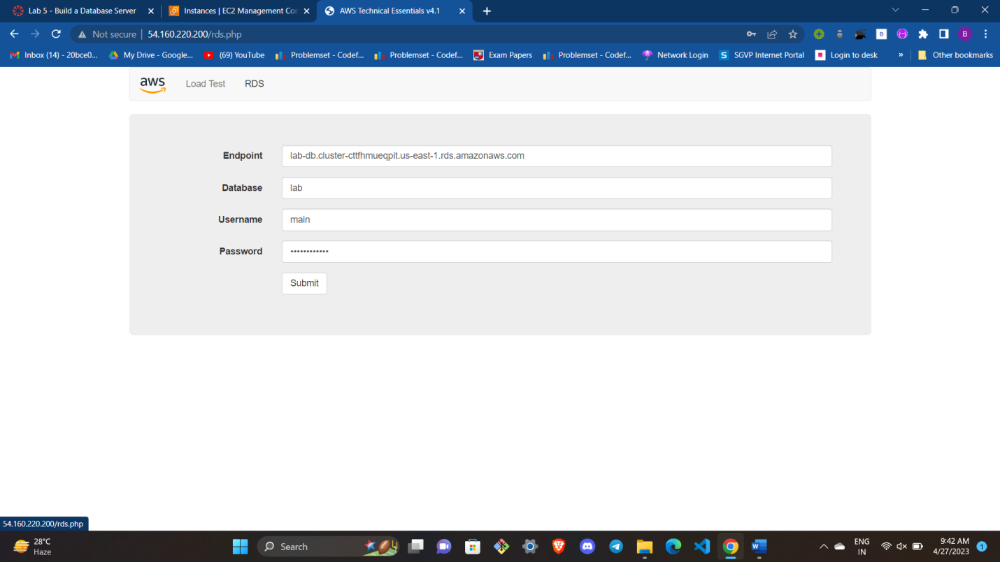 Lab 5 - Build a Database Server
Instances | EC2 Management Cor
AWS Technical Essentials v4.1
Not secure | 54.160.220.200/rds.php
B
B
Inbox (14) - 20bce0...
My Drive - Google...
(69) YouTube
Problemset - Codef...
Problemset - Codef...
Exam Papers
Problemset - Codef...
Network Login
S SGVP Internet Portal
Login to desk
»
Other bookmarks
aws
Load Test
RDS
Endpoint
lab-db.cluster-cttfhmueqpit.us-east-1.rds.amazonaws.com
Database
lab
Username
main
Password
••••••••••••
Submit
54.160.220.200/rds.php
28°C
Haze
Search
W
ENG
IN
9:42 AM
4/27/2023
1